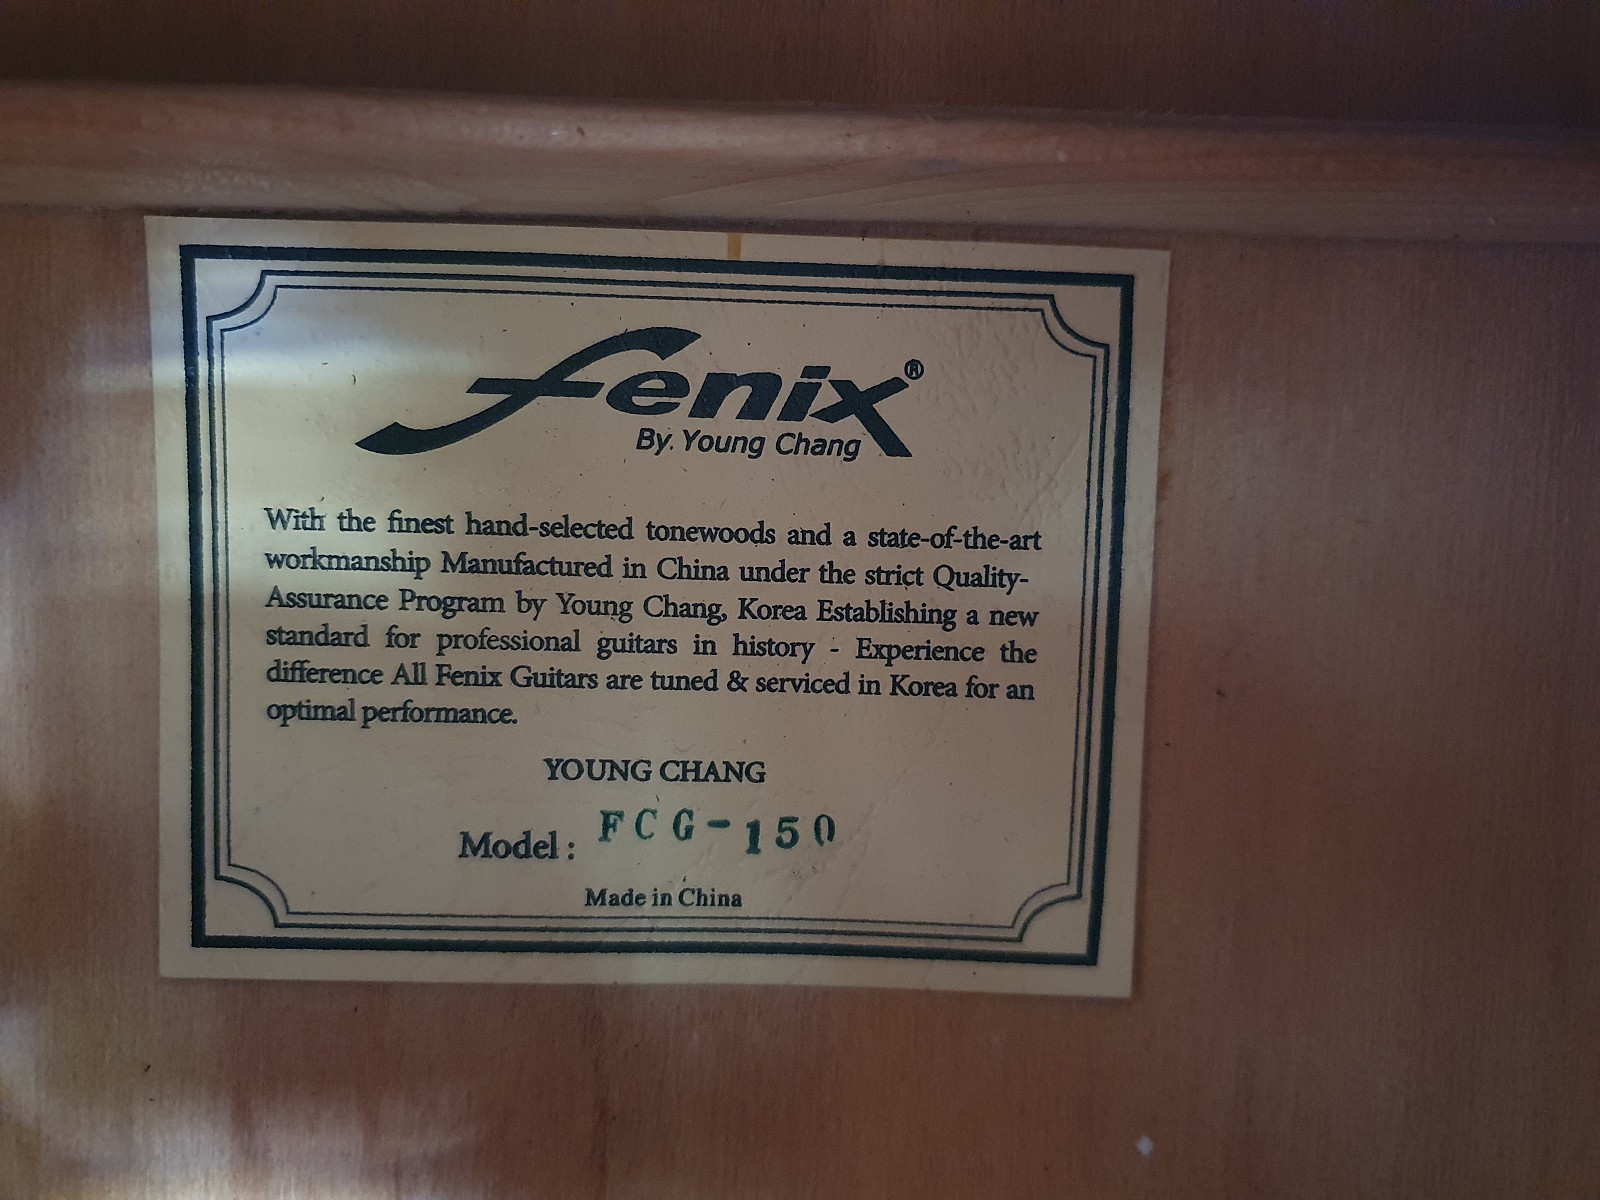 fenix®
By. Young Chang
With the finest hand-selected tonewoods and a state-of-the-art
workmanship Manufactured in China under the strict Quality-
Assurance Program by Young Chang, Korea Establishing a new
standard for professional guitars in history - Experience the
difference All Fenix Guitars are tuned & serviced in Korea for an
optimal performance.
YOUNG CHANG
Model : FCG-150
Made in China